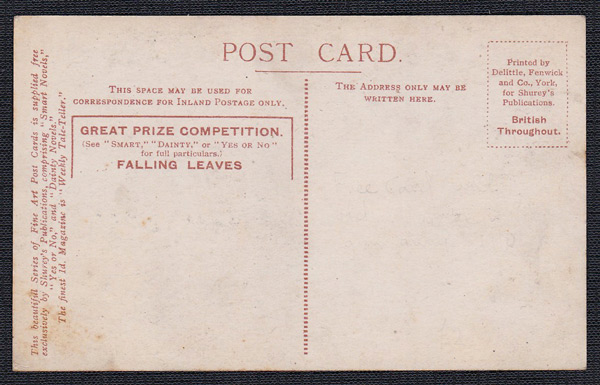 POST CARD.
THIS SPACE MAY BE USED FOR
CORRESPONDENCE FOR INLAND POSTAGE ONLY.
THE ADDRESS ONLY MAY BE
WRITTEN HERE.
Printed by
Delittle, Fenwick
and Co., York,
for Shurey's
Publications.
British
Throughout.
GREAT PRIZE COMPETITION.
(See "SMART," "DAINTY," or "YES OR NO"
for full particulars.)
FALLING LEAVES
This beautiful Series of Fine Art Post Cards is supplied free
exclusively by Shurey's Publications, comprising "Smart Novels,"
"Yes or No," and "Dainty Novels."
The finest 1d. Magazine is "Weekly Tale-Teller."